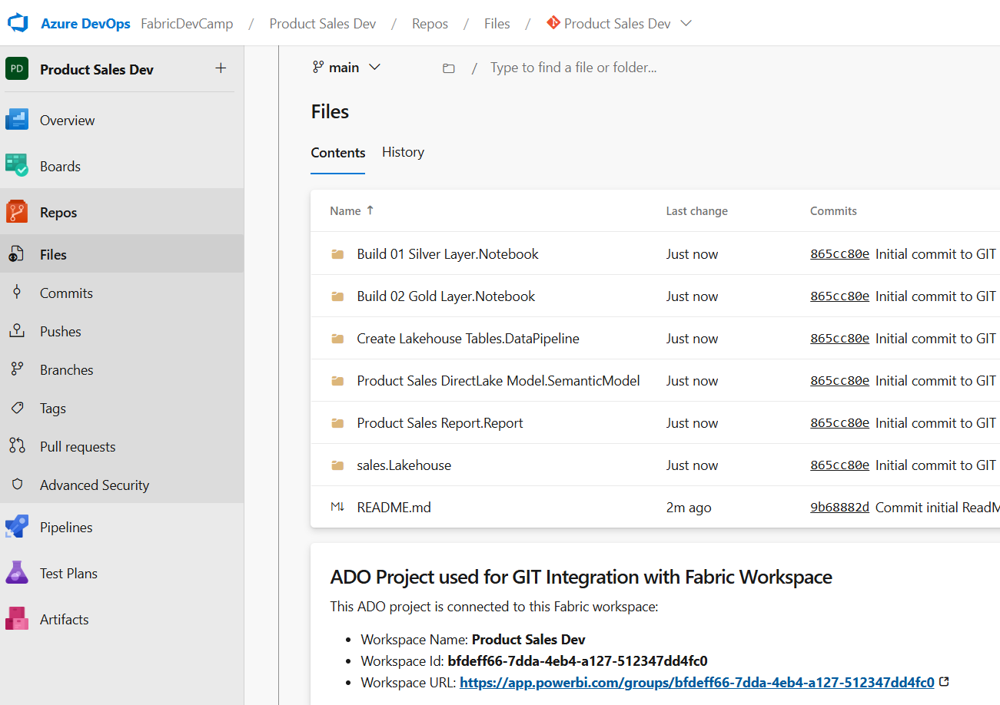 Azure DevOps FabricDevCamp / Product Sales Dev / Repos / Files / Product Sales Dev
PD Product Sales Dev +
Overview
Boards
Repos
Files
Commits
Pushes
Branches
Tags
Pull requests
Advanced Security
Pipelines
Test Plans
Artifacts
main / Type to find a file or folder...
Files
Contents History
Name ↑ Last change Commits
Build 01 Silver Layer.Notebook Just now 865cc80e Initial commit to GIT
Build 02 Gold Layer.Notebook Just now 865cc80e Initial commit to GIT
Create Lakehouse Tables.DataPipeline Just now 865cc80e Initial commit to GIT
Product Sales DirectLake Model.SemanticModel Just now 865cc80e Initial commit to GIT
Product Sales Report.Report Just now 865cc80e Initial commit to GIT
sales.Lakehouse Just now 865cc80e Initial commit to GIT
M↓ README.md 2m ago 9b68882d Commit initial ReadM
ADO Project used for GIT Integration with Fabric Workspace
This ADO project is connected to this Fabric workspace:
• Workspace Name: Product Sales Dev
• Workspace Id: bfdeff66-7dda-4eb4-a127-512347dd4fc0
• Workspace URL: https://app.powerbi.com/groups/bfdeff66-7dda-4eb4-a127-512347dd4fc0